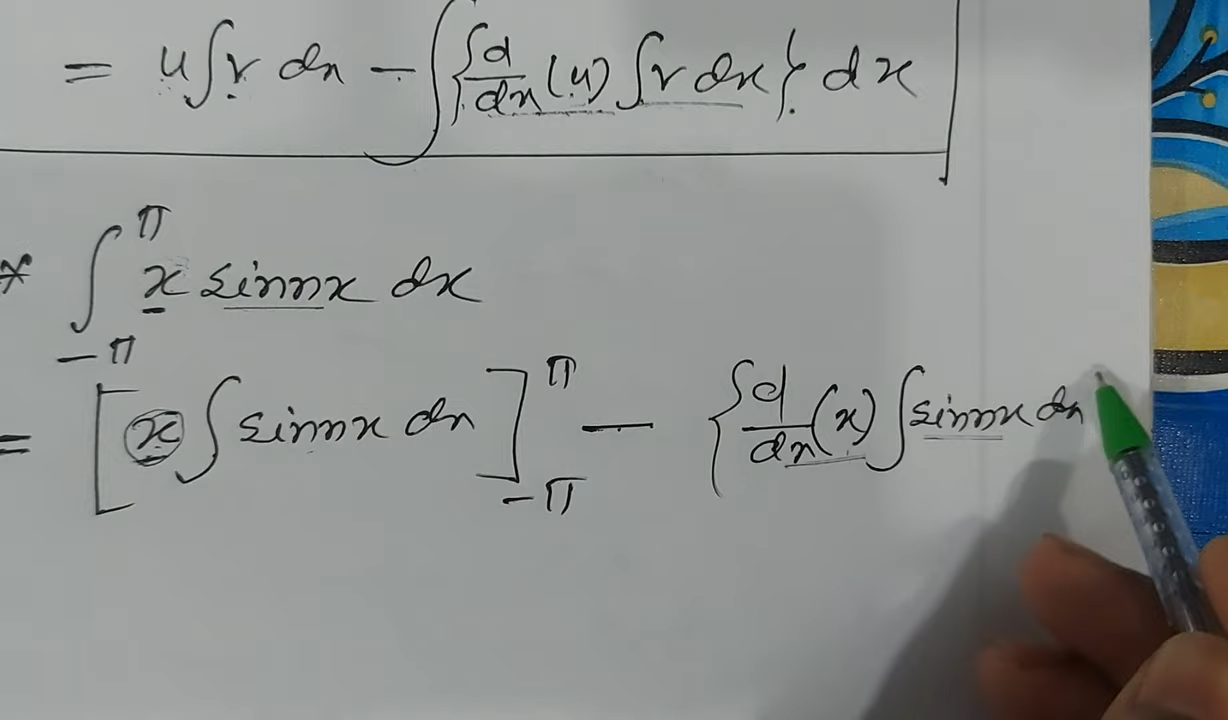 = u∫v dx − ∫{d/dx (u) ∫v dx} dx
* ∫_{-π}^{π} x sin nx dx
= [x ∫ sin nx dx]_{-π}^{π} − {d/dx (x) ∫ sin nx dx